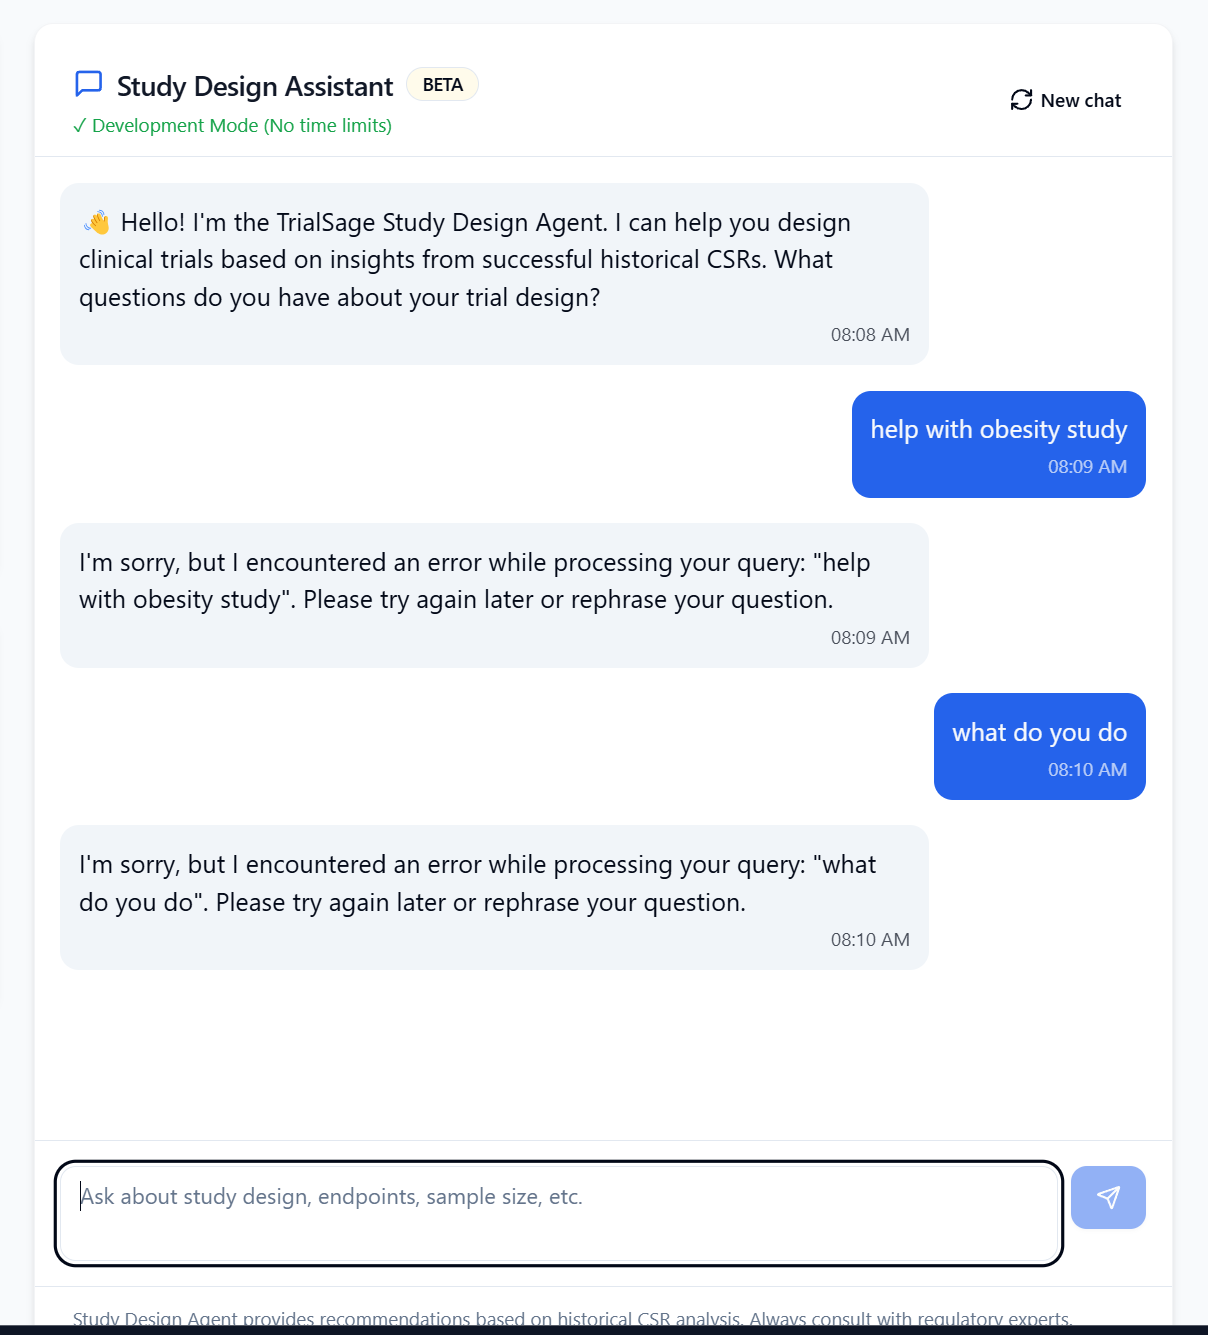 Study Design Assistant BETA
✓ Development Mode (No time limits)
New chat
👋 Hello! I'm the TrialSage Study Design Agent. I can help you design
clinical trials based on insights from successful historical CSRs. What
questions do you have about your trial design?
08:08 AM
help with obesity study
08:09 AM
I'm sorry, but I encountered an error while processing your query: "help
with obesity study". Please try again later or rephrase your question.
08:09 AM
what do you do
08:10 AM
I'm sorry, but I encountered an error while processing your query: "what
do you do". Please try again later or rephrase your question.
08:10 AM
Ask about study design, endpoints, sample size, etc.
Study Design Agent provides recommendations based on historical CSR analysis. Always consult with regulatory experts.